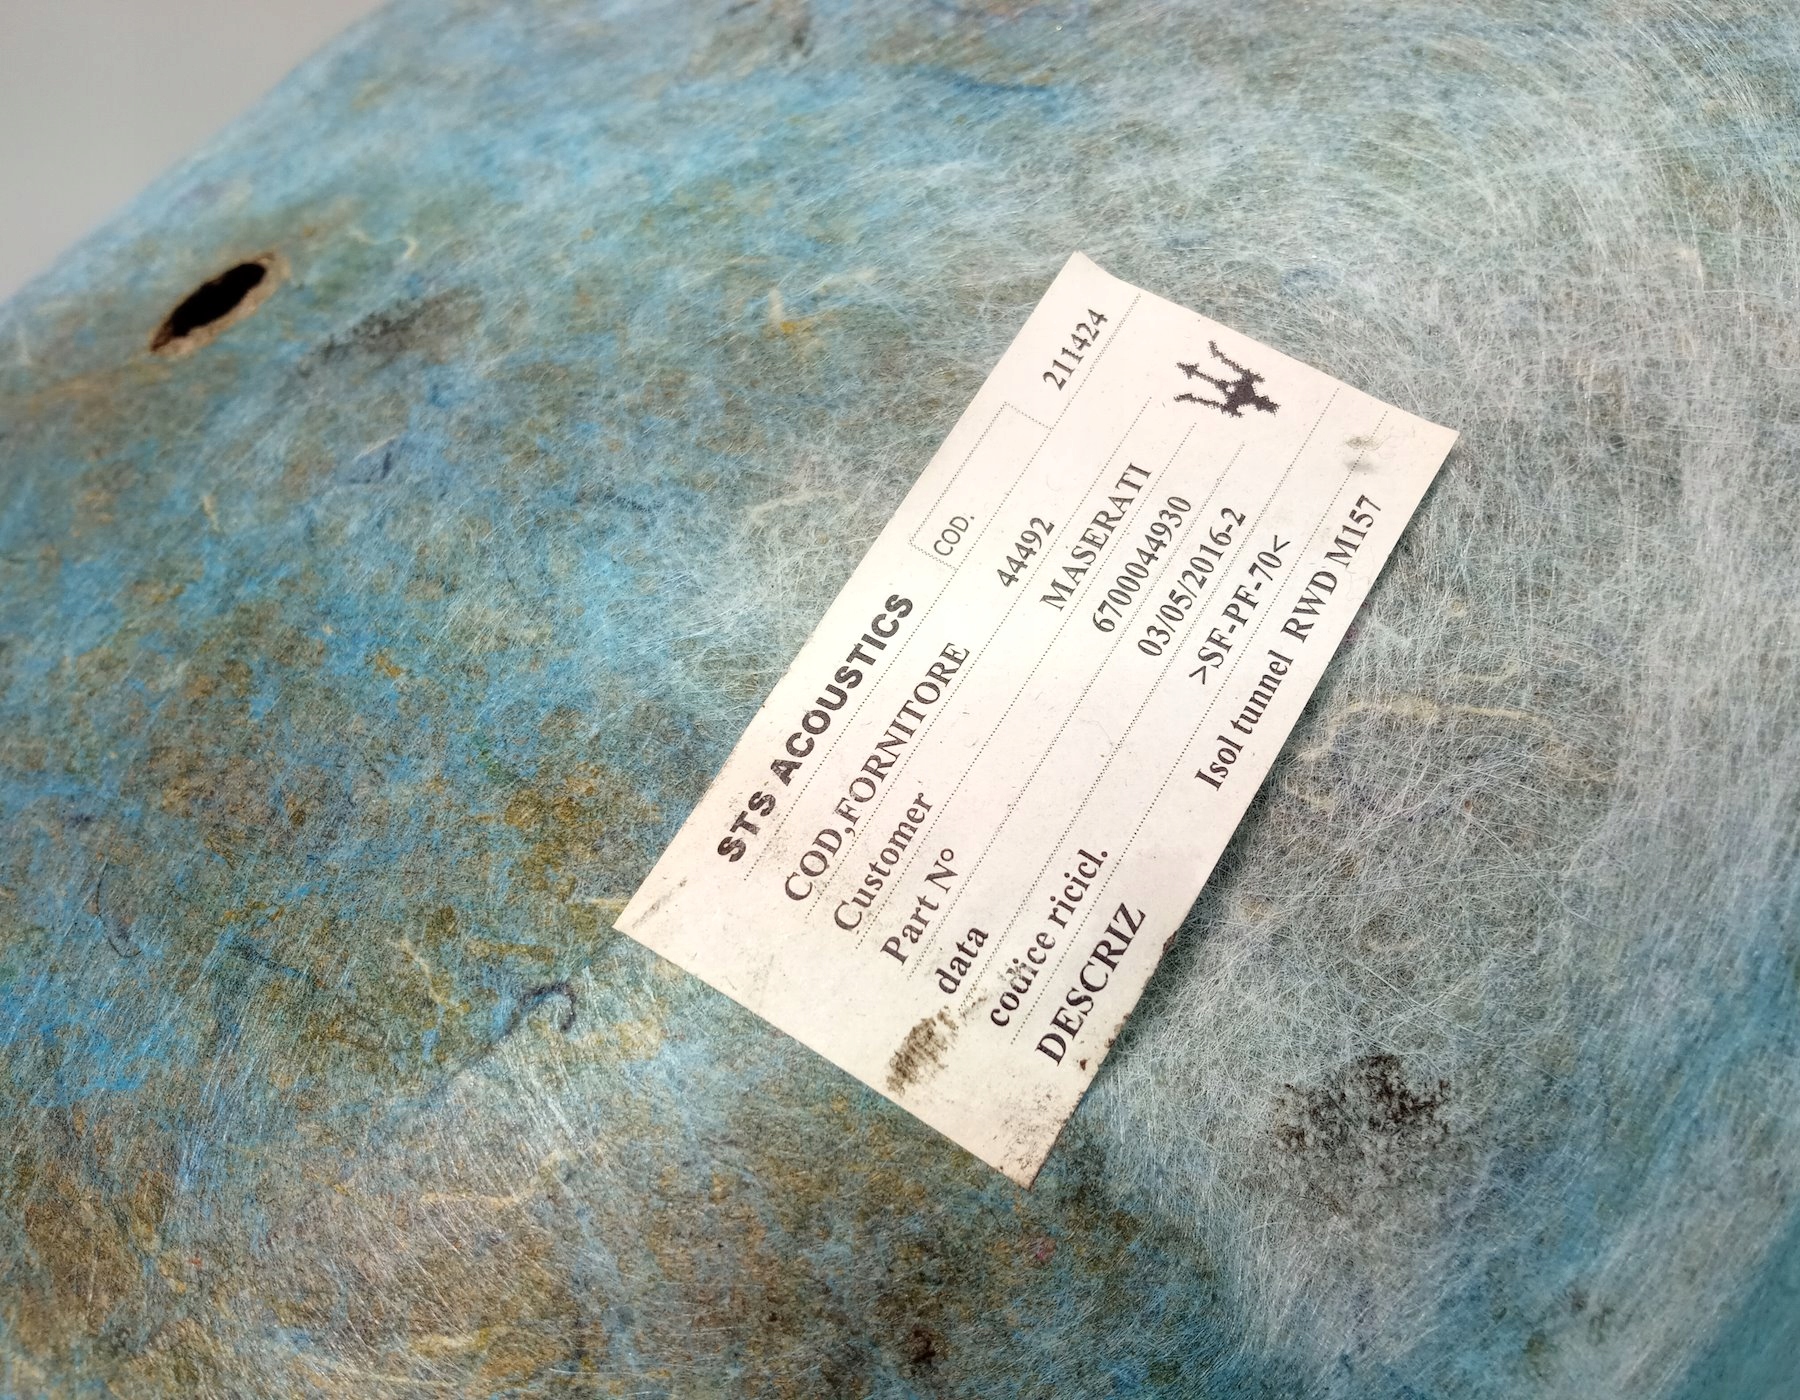 STS ACOUSTICS COD. 211424
COD,FORNITORE 44492
Customer MASERATI
Part N° 6700044930
data 03/05/2016-2
codice ricicl. >SF-PF-70<
DESCRIZ Isol tunnel RWD M157